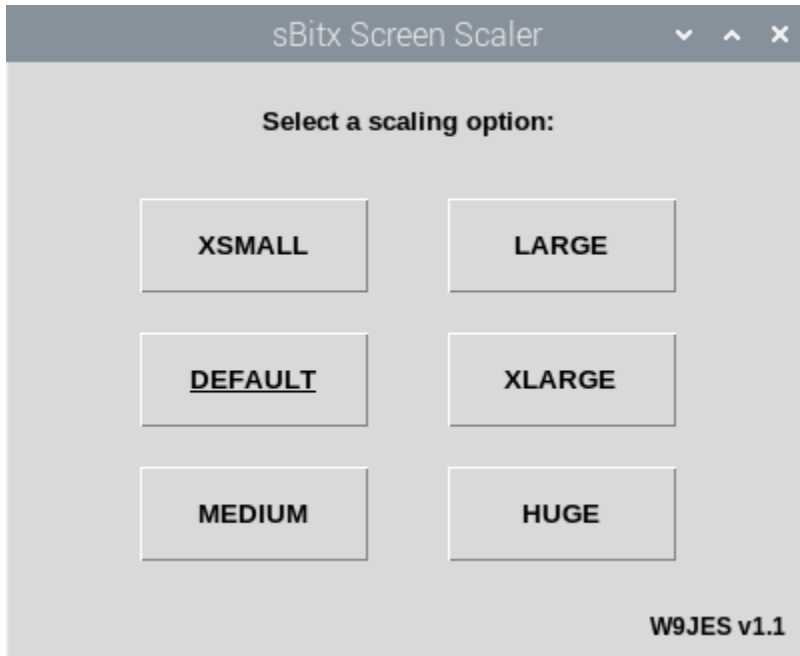 sBitx Screen Scaler
Select a scaling option:
XSMALL
LARGE
DEFAULT
XLARGE
MEDIUM
HUGE
W9JES v1.1